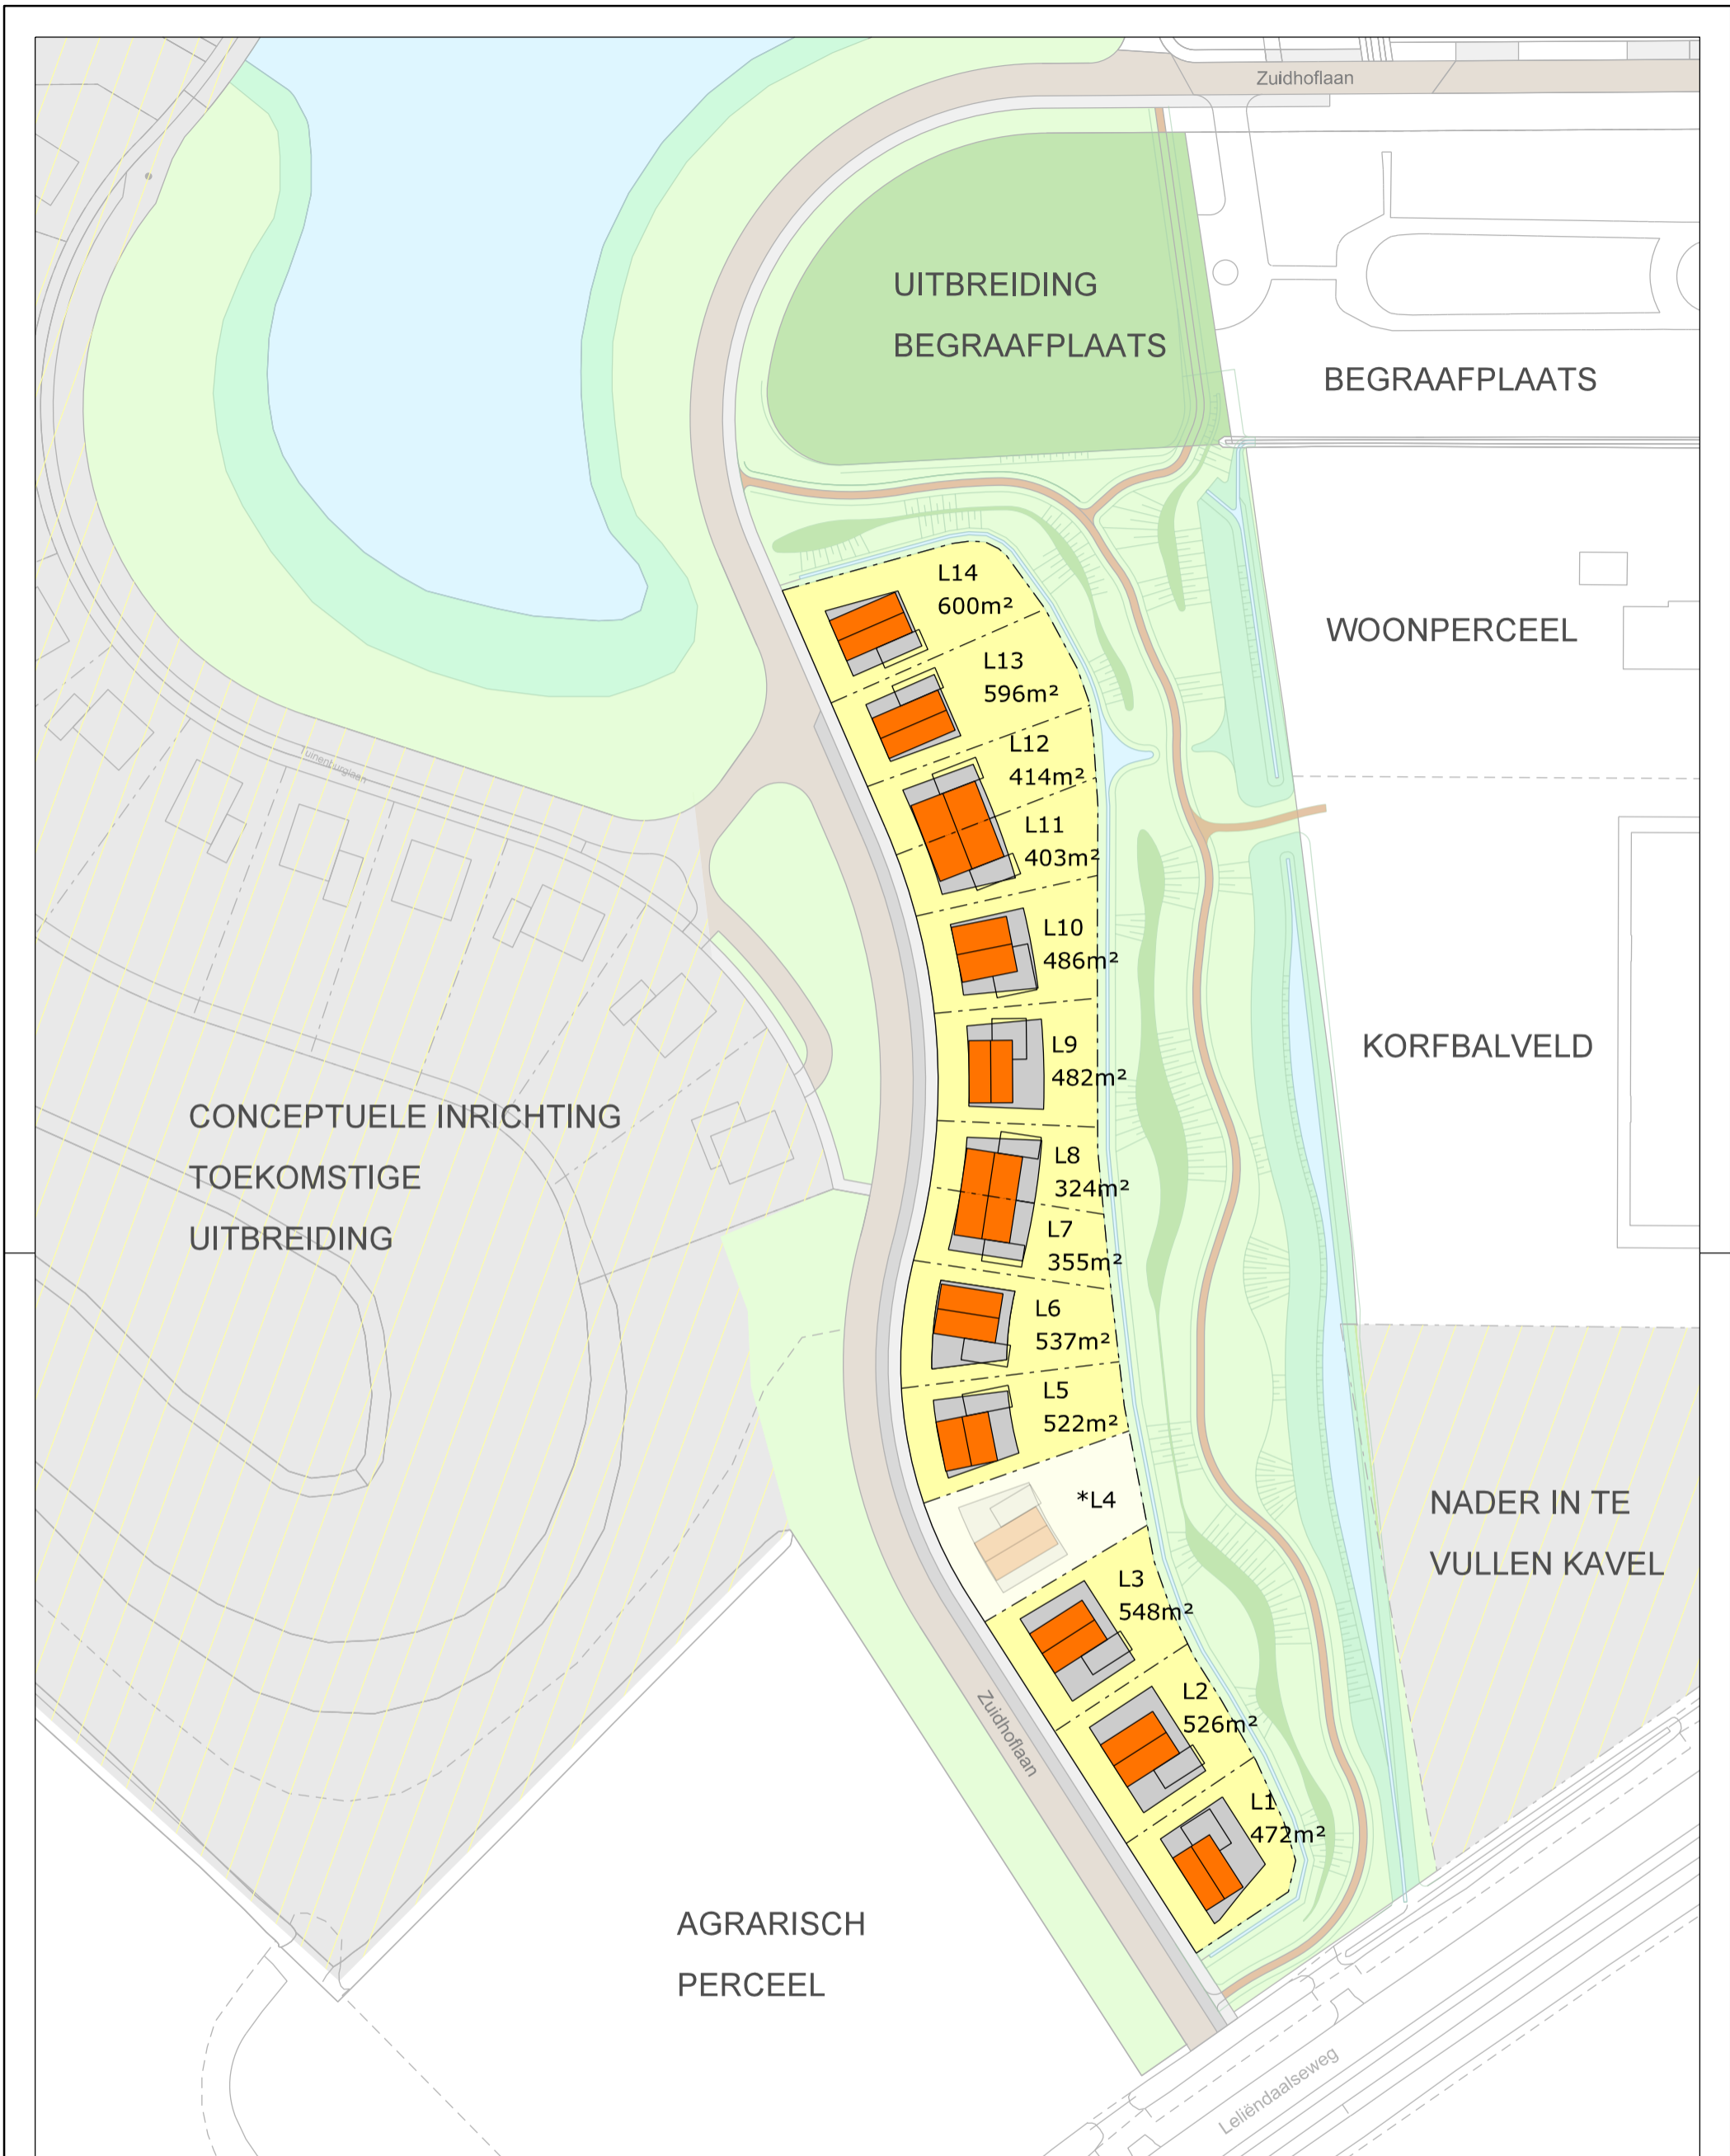 Zuidhoflaan
UITBREIDING
BEGRAAFPLAATS
BEGRAAFPLAATS
L14
600m²
WOONPERCEEL
L13
596m²
L12
414m²
Tuinenburglaan
L11
403m²
L10
486m²
L9
482m²
KORFBALVELD
CONCEPTUELE INRICHTING
TOEKOMSTIGE
UITBREIDING
L8
324m²
L7
355m²
L6
537m²
L5
522m²
*L4
NADER IN TE
VULLEN KAVEL
L3
548m²
L2
526m²
Zuidhoflaan
L1
472m²
AGRARISCH
PERCEEL
Leliëndaalseweg